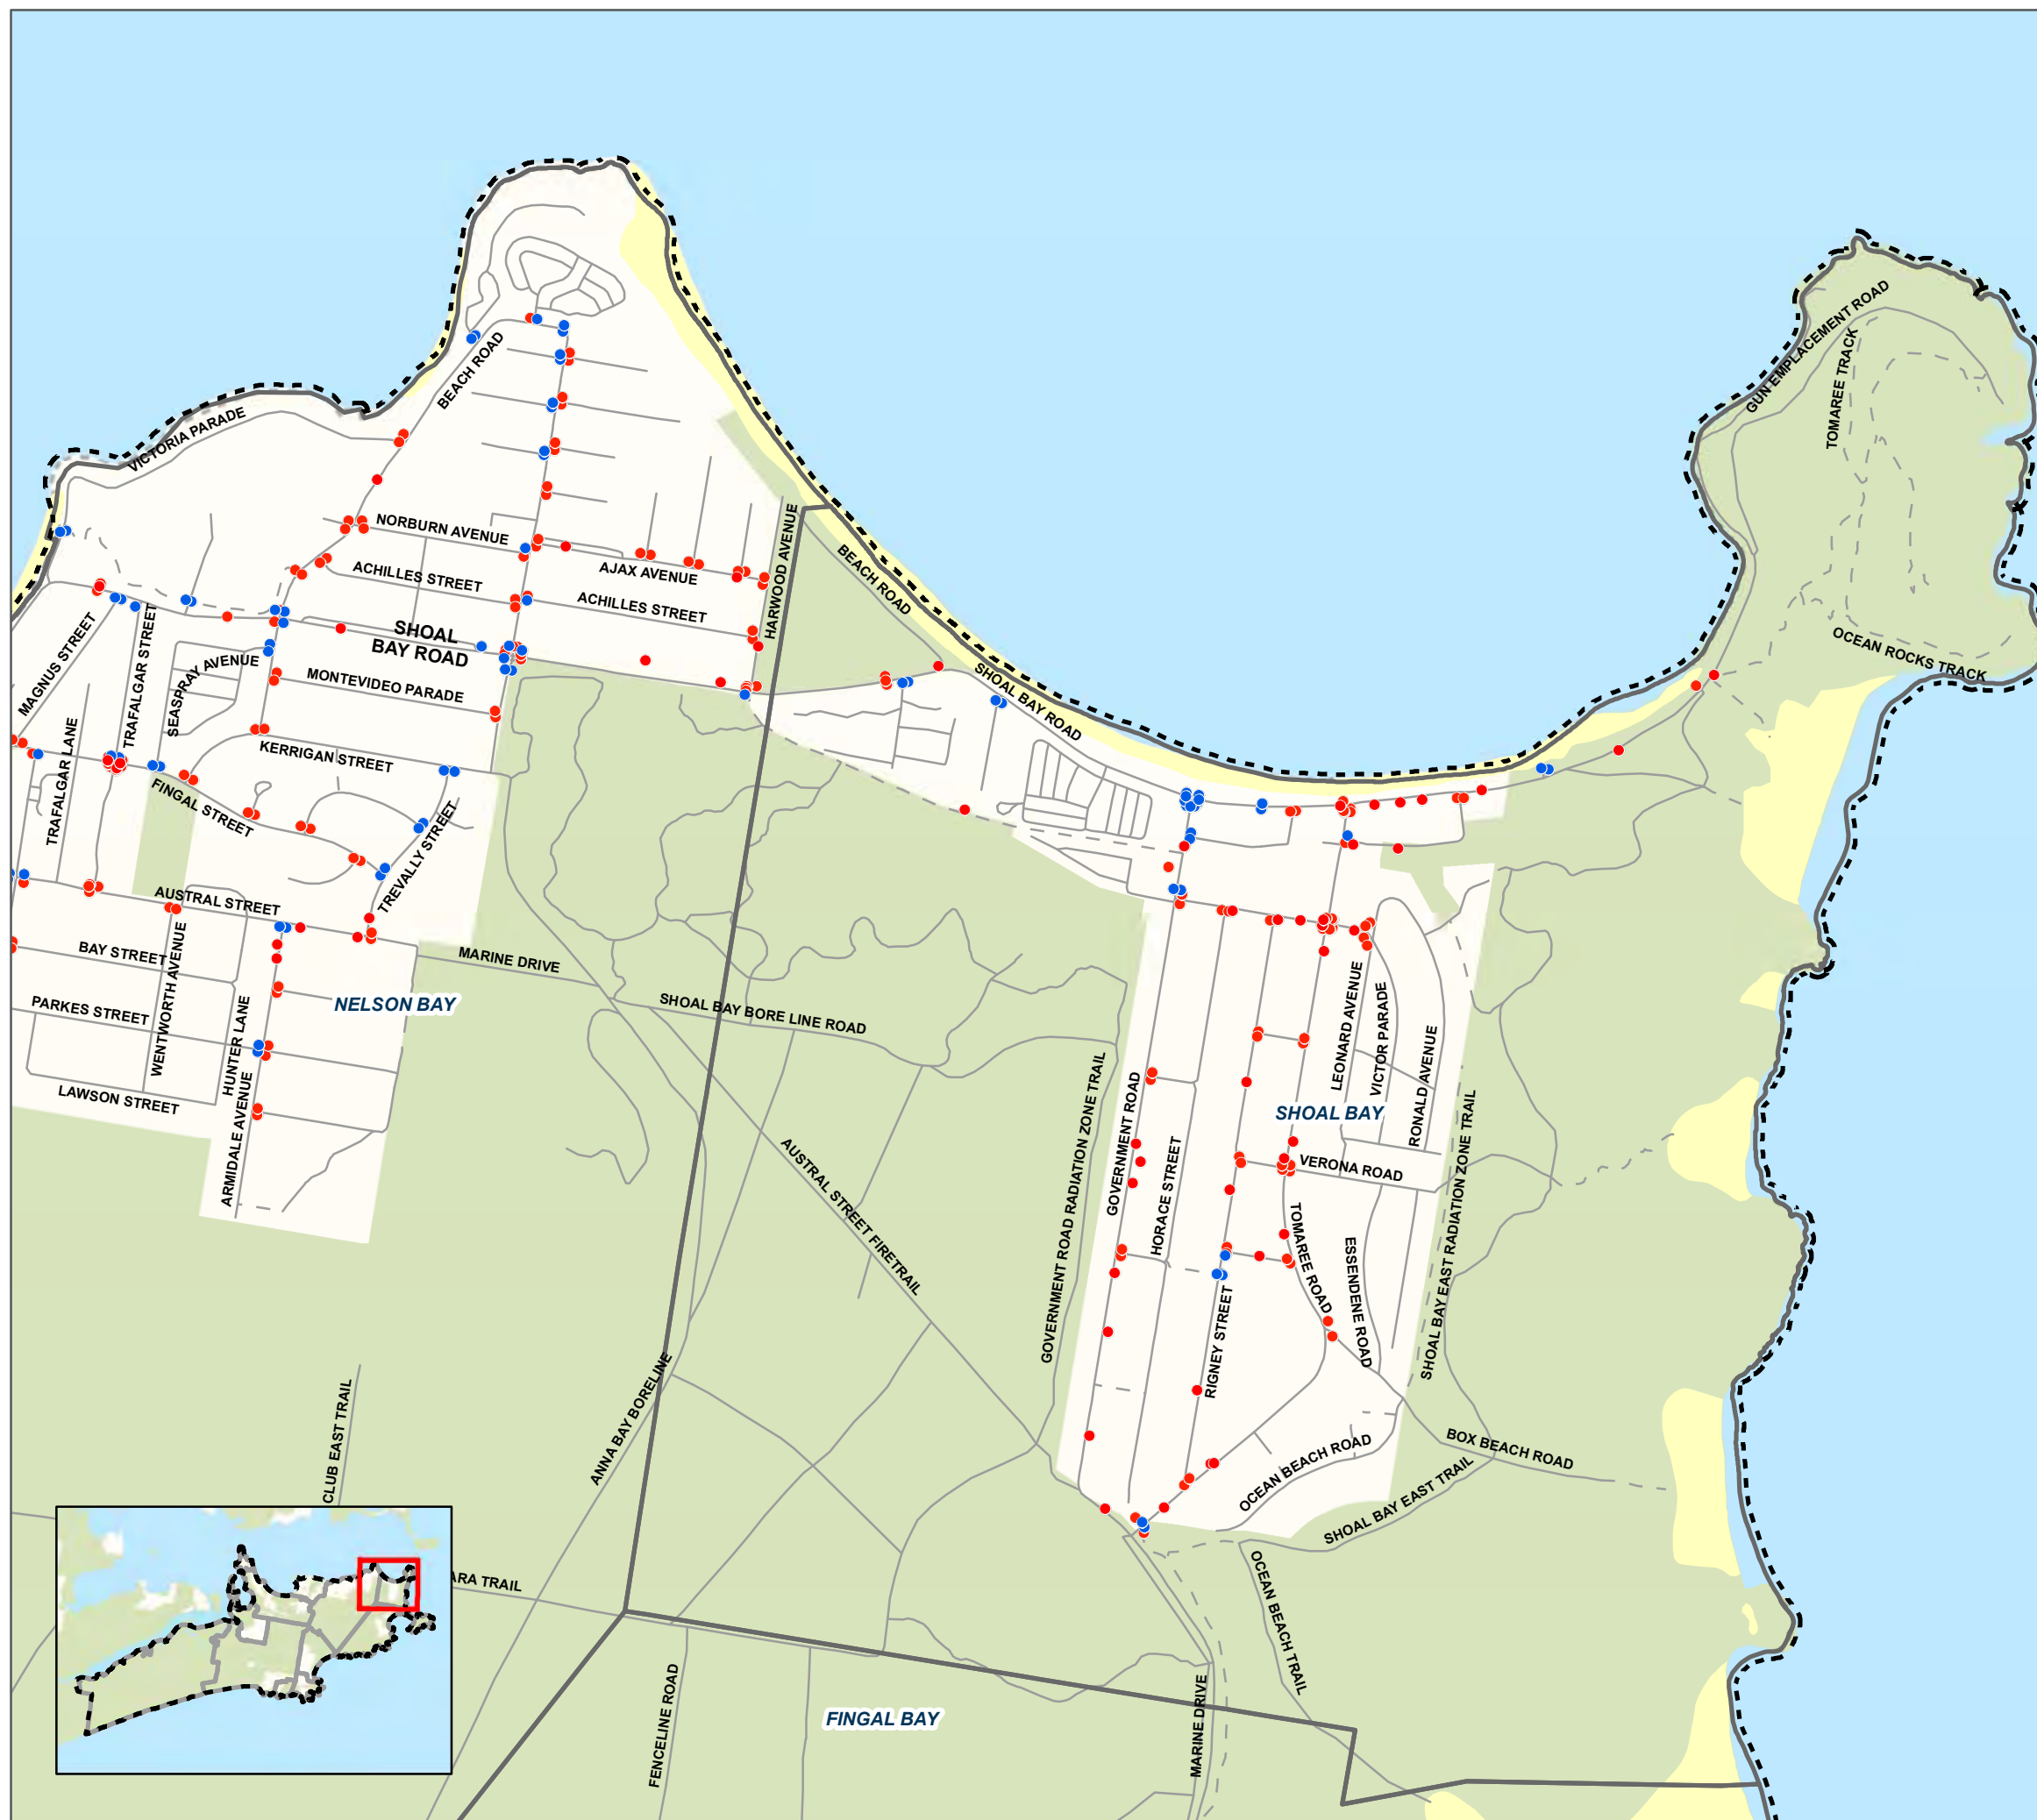 GUN EMPLACEMENT ROAD
TOMAREE TRACK
BEACH ROAD
VICTORIA PARADE
NORBURN AVENUE
AJAX AVENUE
HARWOOD AVENUE
BEACH ROAD
ACHILLES STREET
ACHILLES STREET
SHOAL
BAY ROAD
MAGNUS STREET
TRAFALGAR STREET
SEASPRAY AVENUE
MONTEVIDEO PARADE
SHOAL BAY ROAD
OCEAN ROCKS TRACK
TRAFALGAR LANE
KERRIGAN STREET
FINGAL STREET
TREVALLY STREET
AUSTRAL STREET
BAY STREET
WENTWORTH AVENUE
MARINE DRIVE
NELSON BAY
SHOAL BAY BORE LINE ROAD
PARKES STREET
HUNTER LANE
LAWSON STREET
ARMIDALE AVENUE
LEONARD AVENUE
VICTOR PARADE
RONALD AVENUE
SHOAL BAY
GOVERNMENT ROAD
GOVERNMENT ROAD RADIATION ZONE TRAIL
HORACE STREET
VERONA ROAD
SHOAL BAY EAST RADIATION ZONE TRAIL
AUSTRAL STREET FIRETRAIL
TOMAREE ROAD
ESSENDENE ROAD
RIGNEY STREET
CLUB EAST TRAIL
ANNA BAY BORELINE
OCEAN BEACH ROAD
BOX BEACH ROAD
SHOAL BAY EAST TRAIL
ARA TRAIL
OCEAN BEACH TRAIL
FENCELINE ROAD
FINGAL BAY
MARINE DRIVE